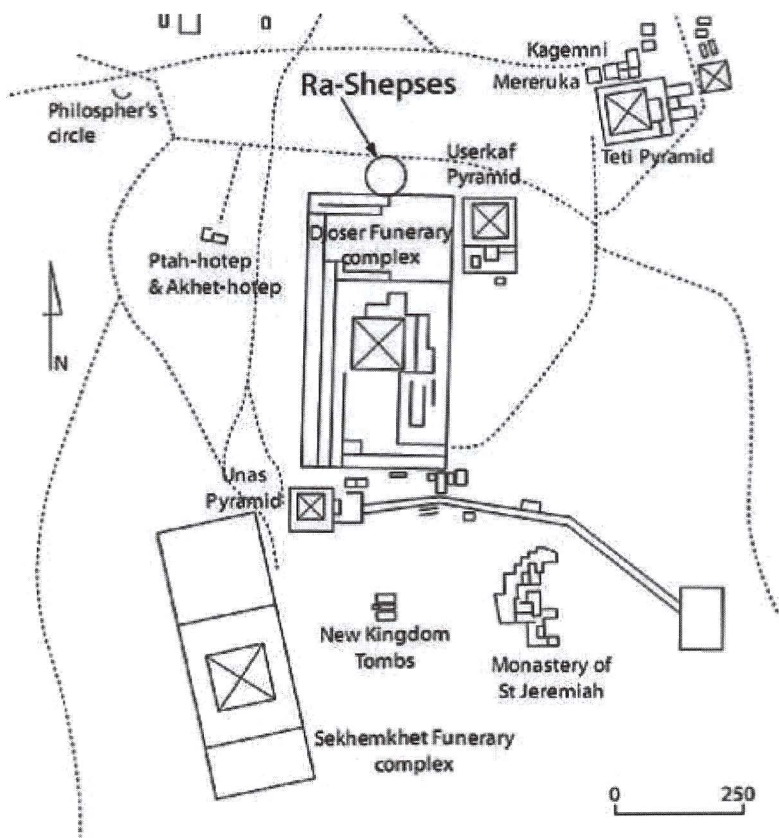 Kagemni
Mereruka
Ra-Shepses
Philospher's
circle
Userkaf
Pyramid
Teti Pyramid
Djoser Funerary
complex
Ptah-hotep
& Akhet-hotep
N
Unas
Pyramid
New Kingdom
Tombs
Monastery of
St Jeremiah
Sekhemkhet Funerary
complex
0 250